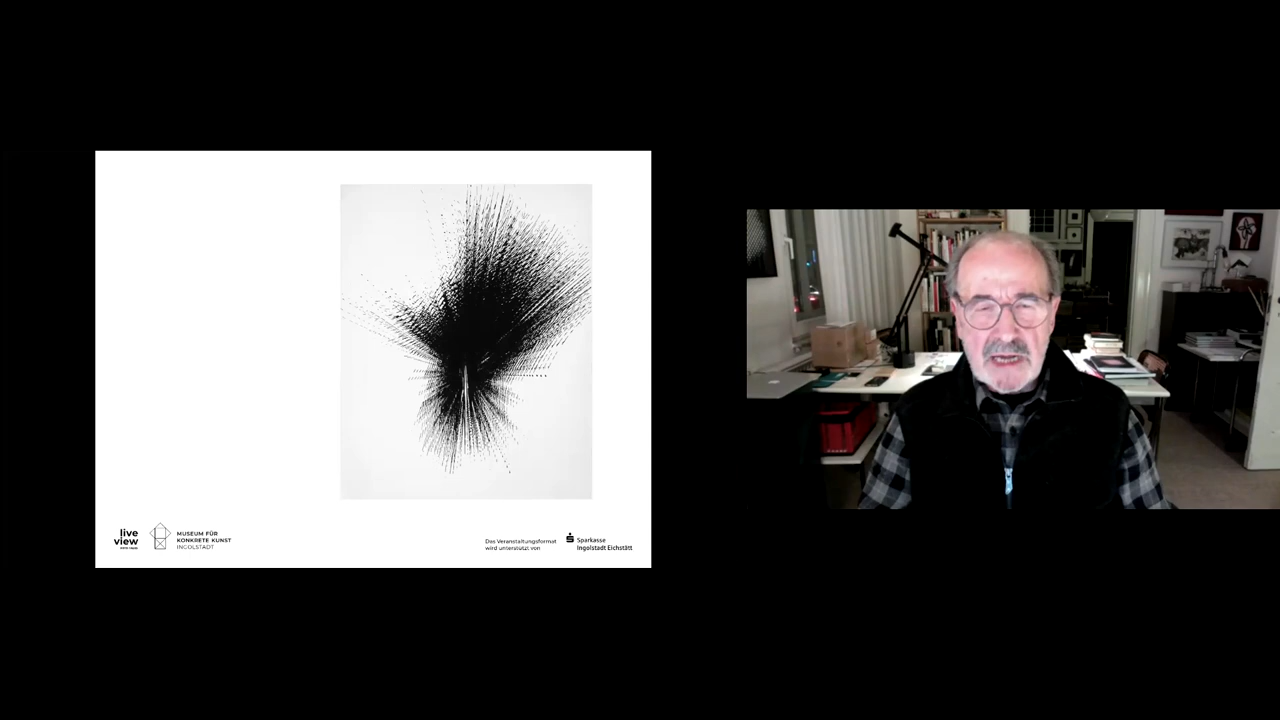 live
view
MUSEUM FÜR
KONKRETE KUNST
INGOLSTADT
Das Veranstaltungsformat
wird unterstützt von
Sparkasse
Ingolstadt Eichstätt